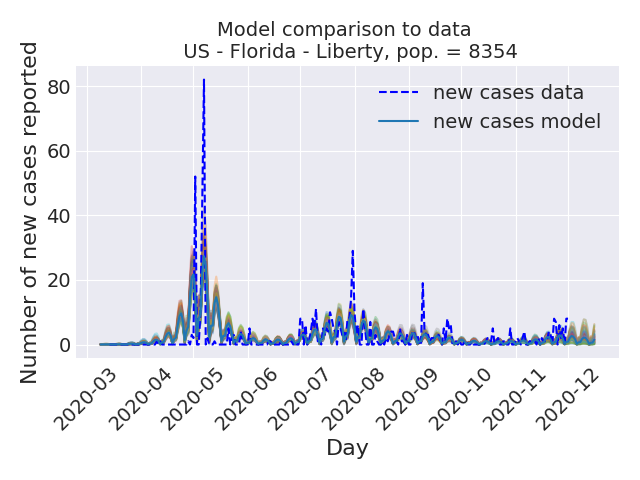 Model comparison to data
US - Florida - Liberty, pop. = 8354
new cases data
new cases model
Number of new cases reported
80
60
40
20
0
2020-03
2020-04
2020-05
2020-06
2020-07
2020-08
2020-09
2020-10
2020-11
2020-12
Day